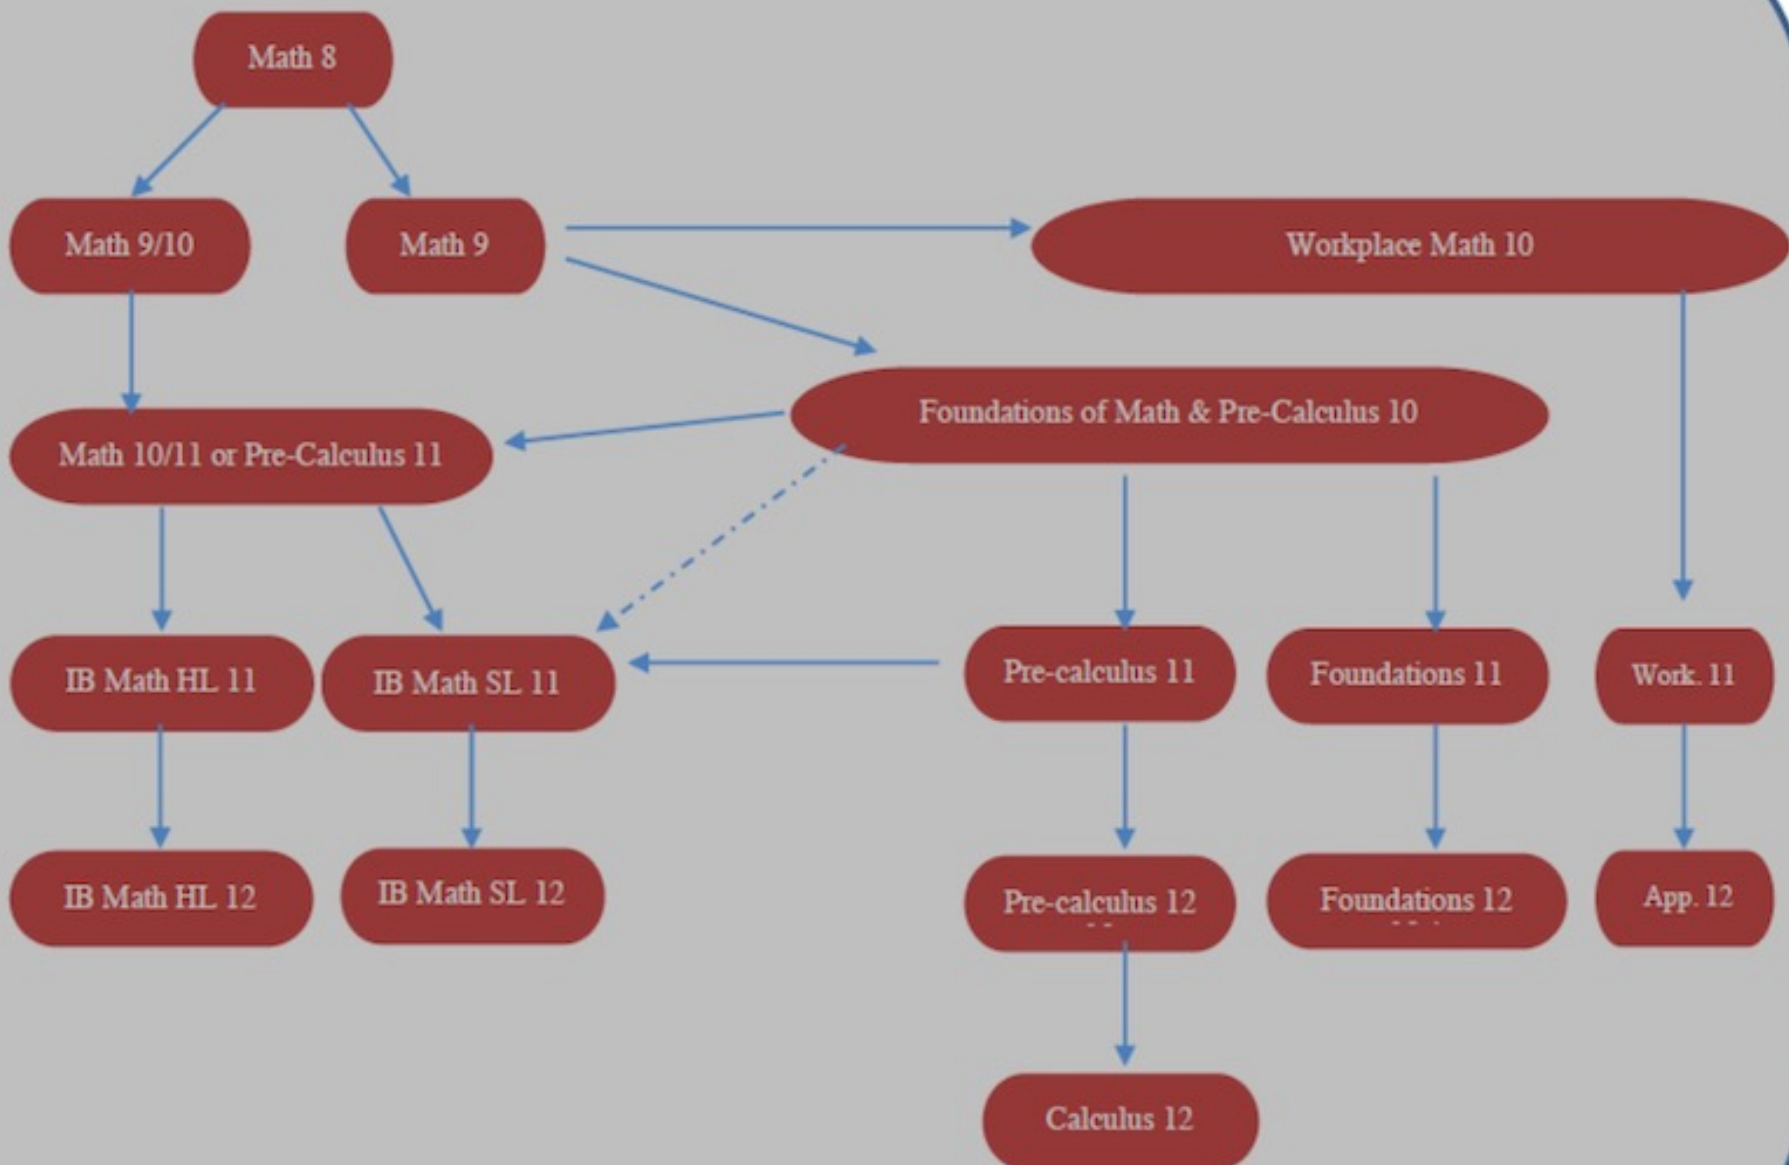 Math 8
Math 9/10
Math 9
Workplace Math 10
Foundations of Math & Pre-Calculus 10
Math 10/11 or Pre-Calculus 11
IB Math HL 11
IB Math SL 11
Pre-calculus 11
Foundations 11
Work. 11
IB Math HL 12
IB Math SL 12
Pre-calculus 12
Foundations 12
App. 12
Calculus 12